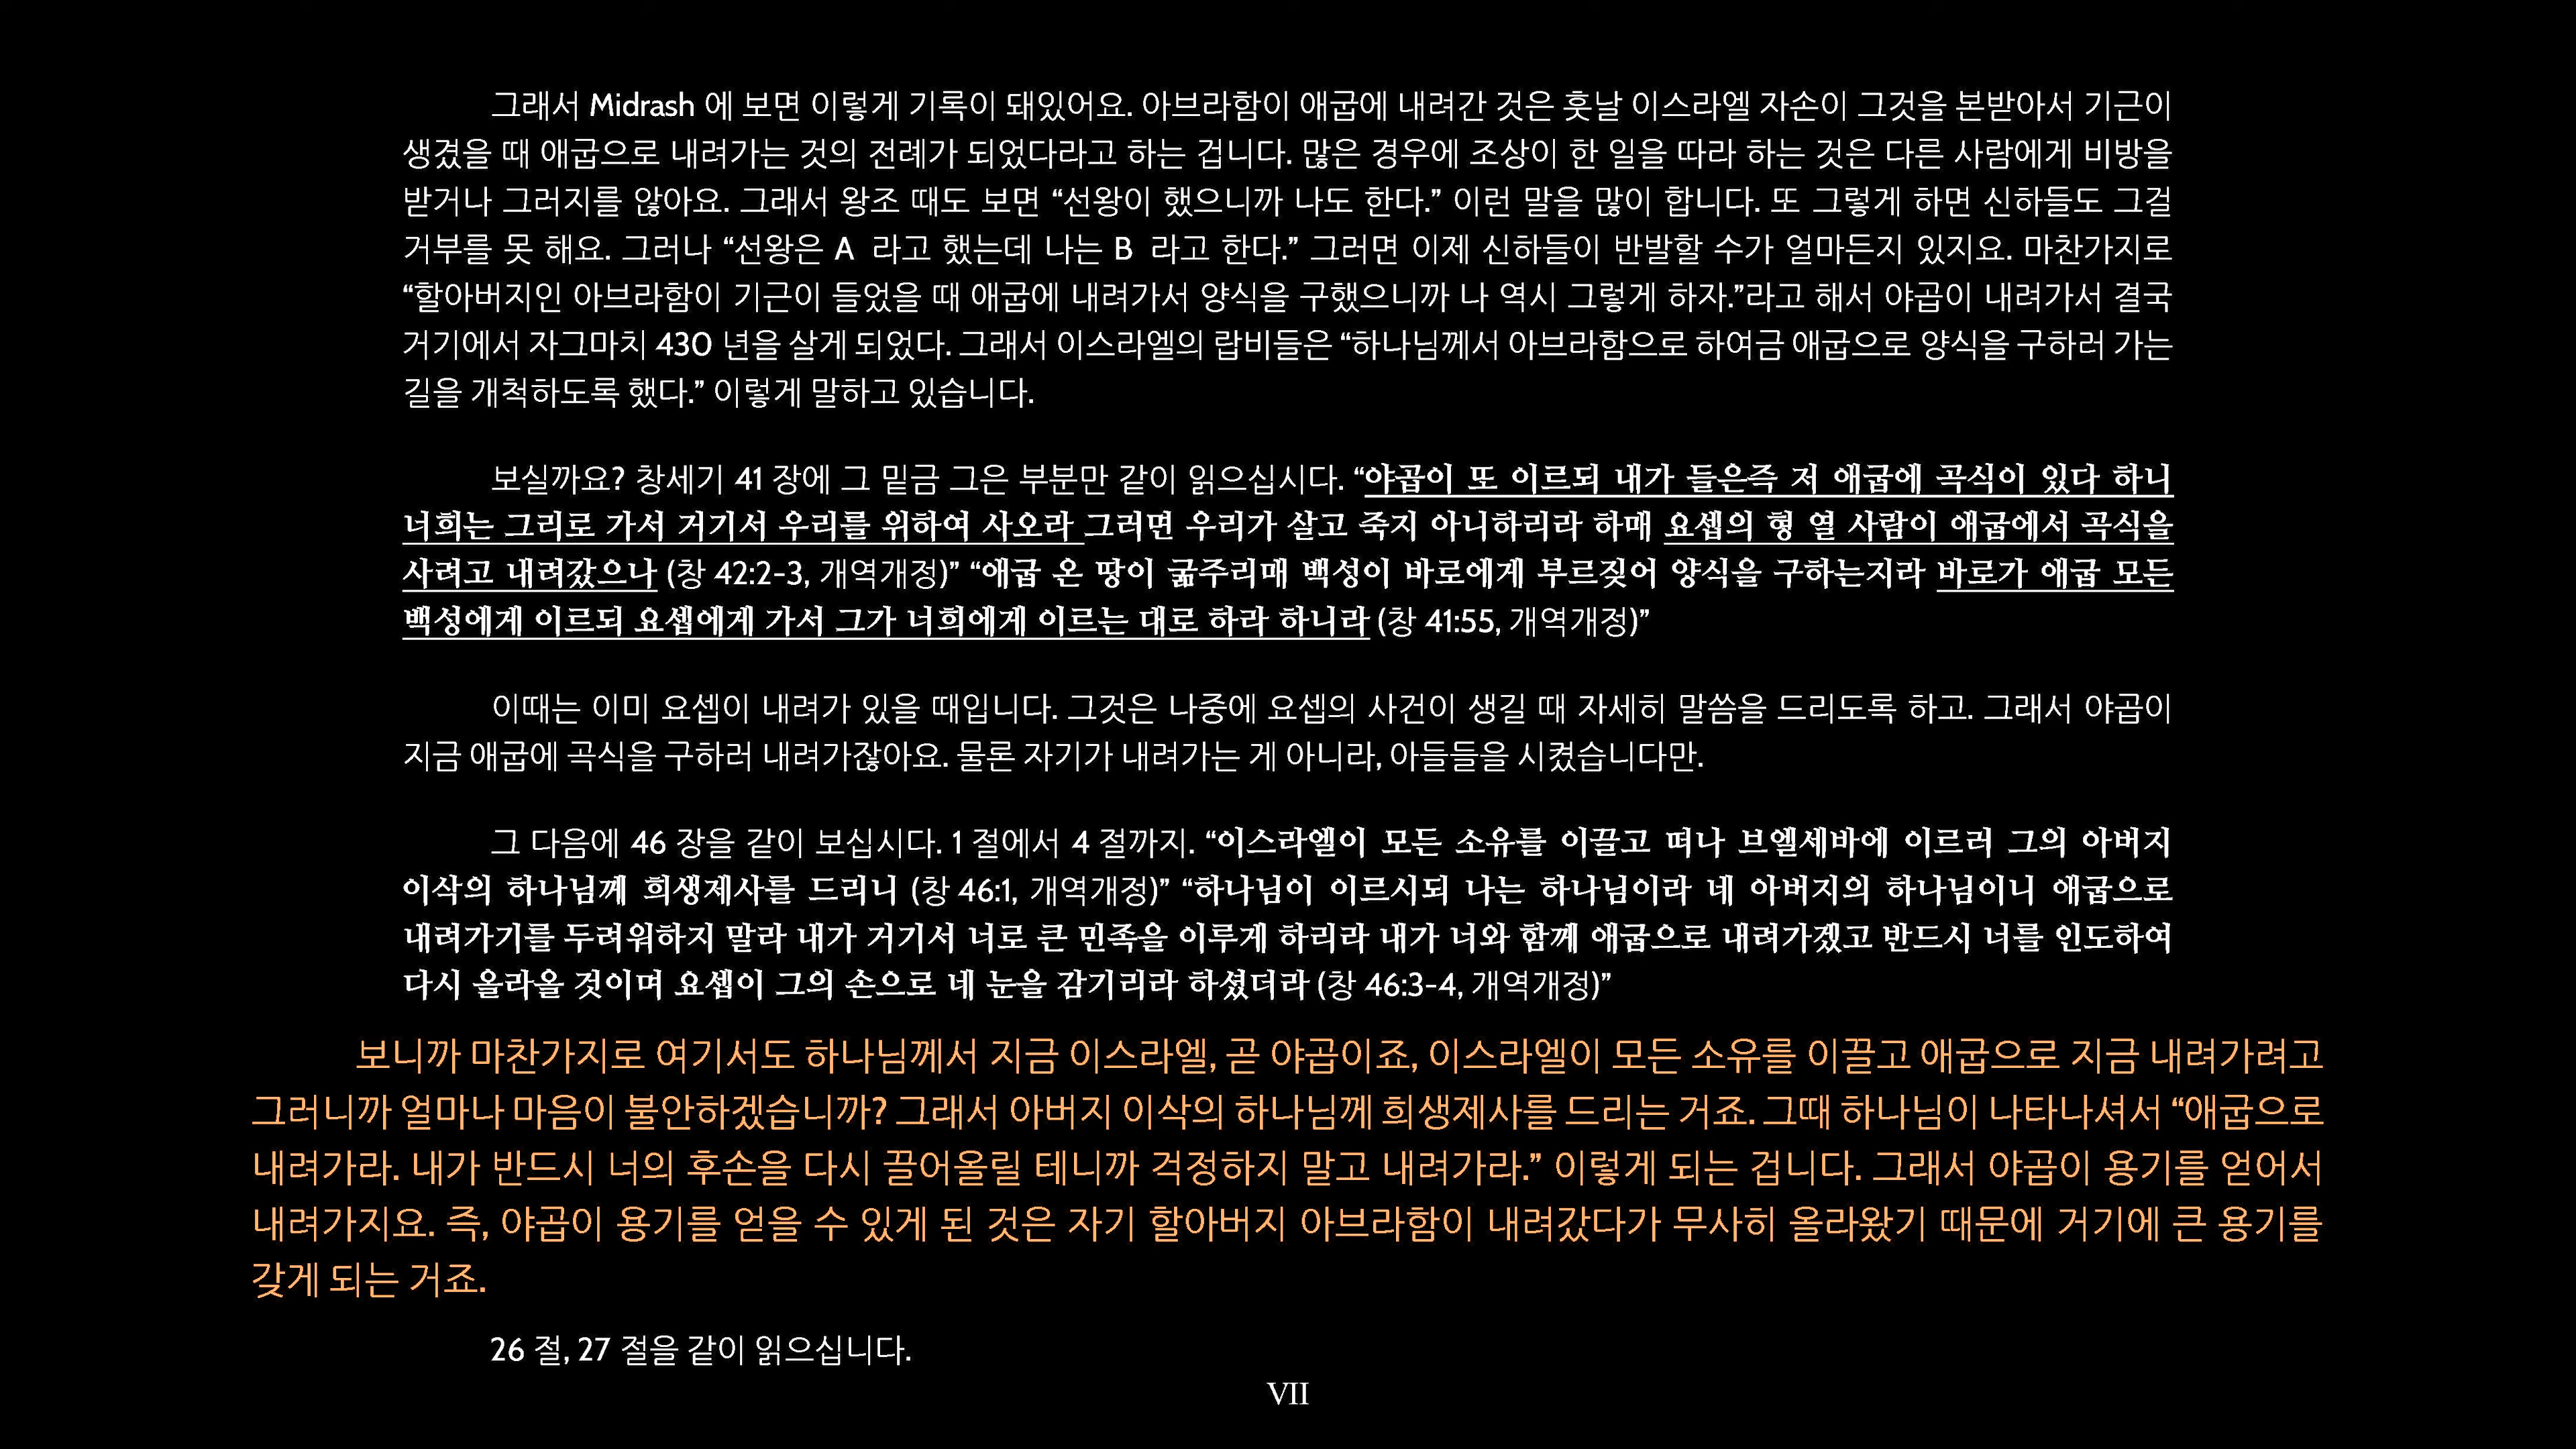 그래서 Midrash 에 보면 이렇게 기록이 돼있어요. 아브라함이 애굽에 내려간 것은 훗날 이스라엘 자손이 그것을 본받아서 기근이
생겼을 때 애굽으로 내려가는 것의 전례가 되었다라고 하는 겁니다. 많은 경우에 조상이 한 일을 따라 하는 것은 다른 사람에게 비방을
받거나 그러지를 않아요. 그래서 왕조 때도 보면 “선왕이 했으니까 나도 한다.” 이런 말을 많이 합니다. 또 그렇게 하면 신하들도 그걸
거부를 못 해요. 그러나 “선왕은 A 라고 했는데 나는 B 라고 한다.” 그러면 이제 신하들이 반발할 수가 얼마든지 있지요. 마찬가지로
“할아버지인 아브라함이 기근이 들었을 때 애굽에 내려가서 양식을 구했으니까 나 역시 그렇게 하자.”라고 해서 야곱이 내려가서 결국
거기에서 자그마치 430 년을 살게 되었다. 그래서 이스라엘의 랍비들은 “하나님께서 아브라함으로 하여금 애굽으로 양식을 구하러 가는
길을 개척하도록 했다.” 이렇게 말하고 있습니다.
보실까요? 창세기 41 장에 그 밑금 그은 부분만 같이 읽으십시다. “야곱이 또 이르되 내가 들은즉 저 애굽에 곡식이 있다 하니
너희는 그리로 가서 거기서 우리를 위하여 사오라 그러면 우리가 살고 죽지 아니하리라 하매 요셉의 형 열 사람이 애굽에서 곡식을
사려고 내려갔으나 (창 42:2-3, 개역개정)” “애굽 온 땅이 굶주리매 백성이 바로에게 부르짖어 양식을 구하는지라 바로가 애굽 모든
백성에게 이르되 요셉에게 가서 그가 너희에게 이르는 대로 하라 하니라 (창 41:55, 개역개정)”
이때는 이미 요셉이 내려가 있을 때입니다. 그것은 나중에 요셉의 사건이 생길 때 자세히 말씀을 드리도록 하고. 그래서 야곱이
지금 애굽에 곡식을 구하러 내려가잖아요. 물론 자기가 내려가는 게 아니라, 아들들을 시켰습니다만.
그 다음에 46 장을 같이 보십시다. 1 절에서 4 절까지. “이스라엘이 모든 소유를 이끌고 떠나 브엘세바에 이르러 그의 아버지
이삭의 하나님께 희생제사를 드리니 (창 46:1, 개역개정)” “하나님이 이르시되 나는 하나님이라 네 아버지의 하나님이니 애굽으로
내려가기를 두려워하지 말라 내가 거기서 너로 큰 민족을 이루게 하리라 내가 너와 함께 애굽으로 내려가겠고 반드시 너를 인도하여
다시 올라올 것이며 요셉이 그의 손으로 네 눈을 감기리라 하셨더라 (창 46:3-4, 개역개정)”
보니까 마찬가지로 여기서도 하나님께서 지금 이스라엘, 곧 야곱이죠, 이스라엘이 모든 소유를 이끌고 애굽으로 지금 내려가려고
그러니까 얼마나 마음이 불안하겠습니까? 그래서 아버지 이삭의 하나님께 희생제사를 드리는 거죠. 그때 하나님이 나타나셔서 “애굽으로
내려가라. 내가 반드시 너의 후손을 다시 끌어올릴 테니까 걱정하지 말고 내려가라.” 이렇게 되는 겁니다. 그래서 야곱이 용기를 얻어서
내려가지요. 즉, 야곱이 용기를 얻을 수 있게 된 것은 자기 할아버지 아브라함이 내려갔다가 무사히 올라왔기 때문에 거기에 큰 용기를
갖게 되는 거죠.
26 절, 27 절을 같이 읽으십니다.
VII